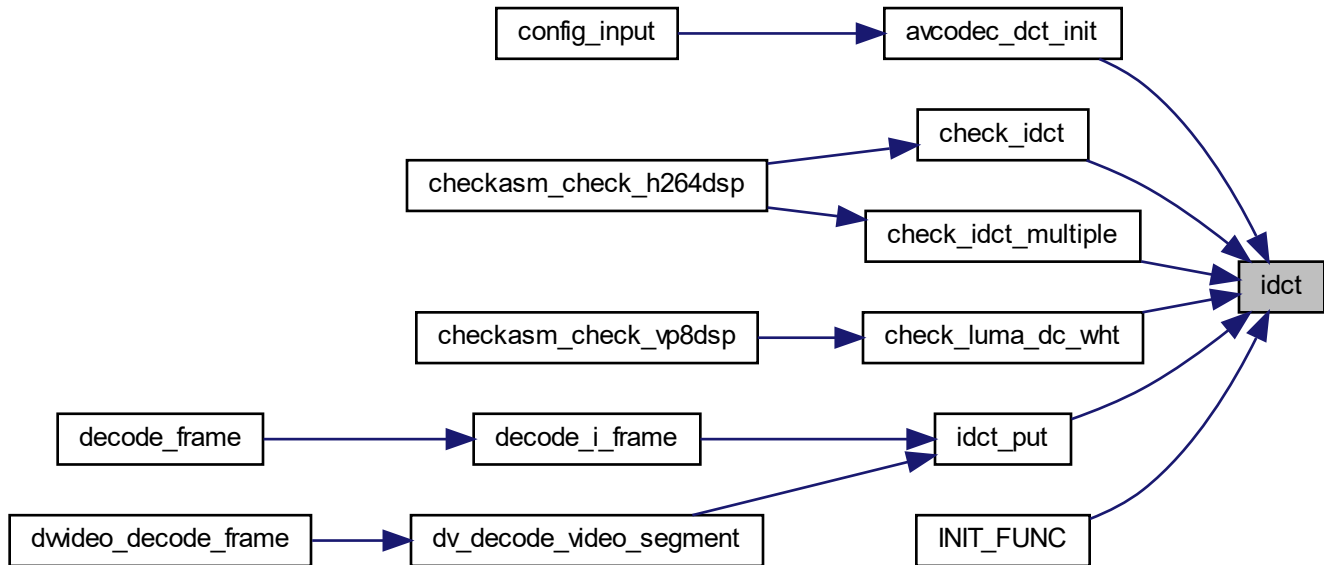 config_input
avcodec_dct_init
check_idct
checkasm_check_h264dsp
check_idct_multiple
idct
checkasm_check_vp8dsp
check_luma_dc_wht
decode_frame
decode_i_frame
idct_put
dvvideo_decode_frame
dv_decode_video_segment
INIT_FUNC